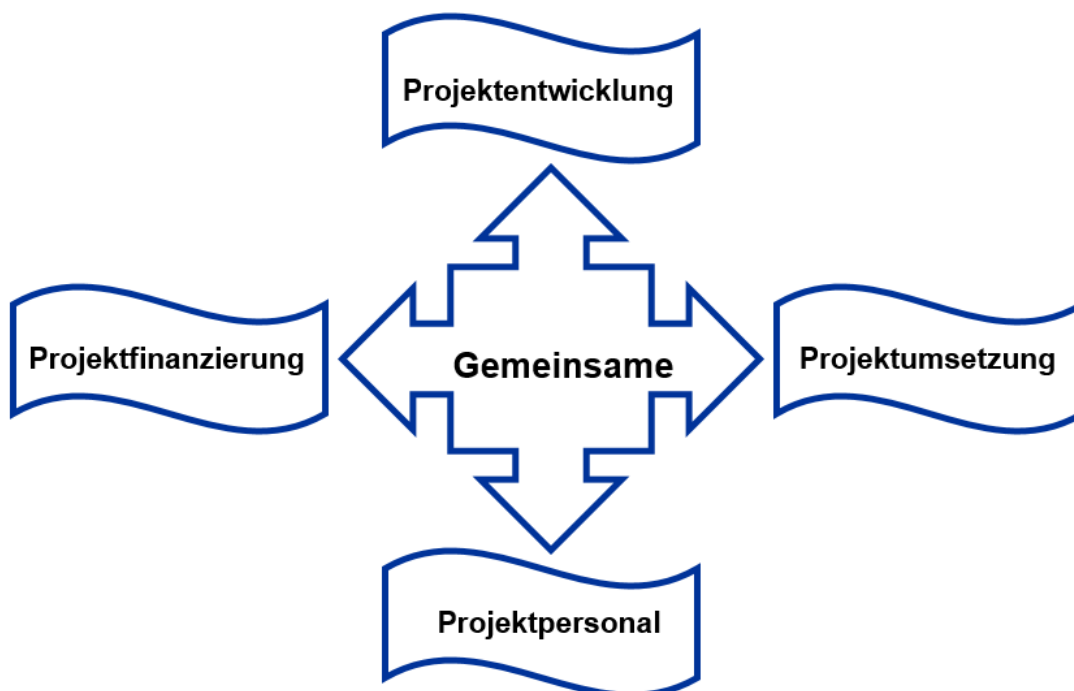 Projektentwicklung
Projektfinanzierung
Gemeinsame
Projektumsetzung
Projektpersonal